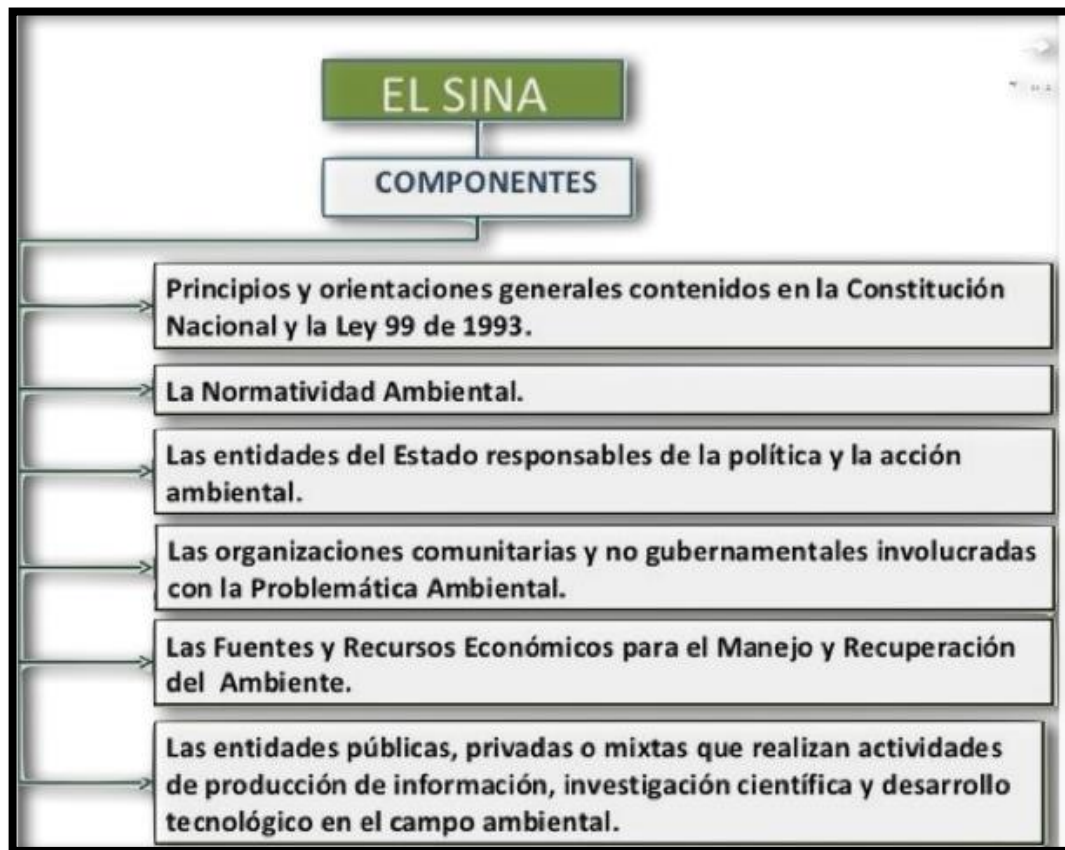 EL SINA
COMPONENTES
Principios y orientaciones generales contenidos en la Constitución
Nacional y la Ley 99 de 1993.
La Normatividad Ambiental.
Las entidades del Estado responsables de la política y la acción
ambiental.
Las organizaciones comunitarias y no gubernamentales involucradas
con la Problemática Ambiental.
Las Fuentes y Recursos Económicos para el Manejo y Recuperación
del Ambiente.
Las entidades públicas, privadas o mixtas que realizan actividades
de producción de información, investigación científica y desarrollo
tecnológico en el campo ambiental.